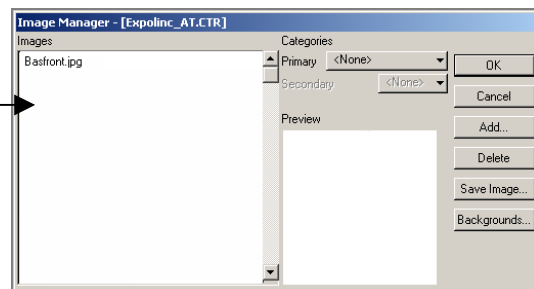 Image Manager - [Expolinc_AT.CTR]
Images
Basfront.jpg
Categories
Primary <None>
Secondary <None>
Preview
OK
Cancel
Add...
Delete
Save Image...
Backgrounds...